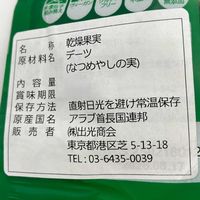 名称 乾燥果実
原材料名 デーツ
(なつめやしの実)
内容量
賞味期限
保存方法 直射日光を避け常温保存
原産国名 アラブ首長国連邦
販売者 ㈱出光商会
東京都港区芝 5-13-18
TEL : 03-6435-0039